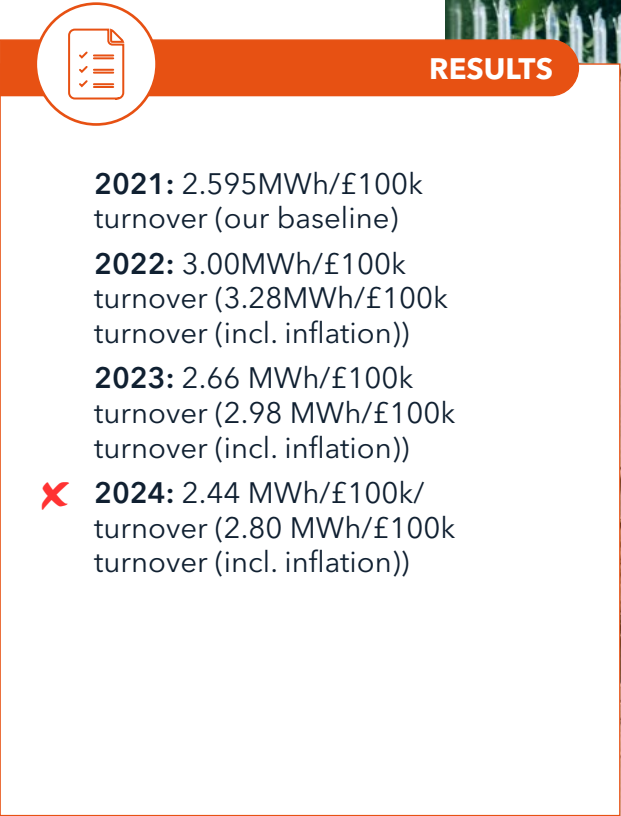 RESULTS
2021: 2.595MWh/£100k
turnover (our baseline)
2022: 3.00MWh/£100k
turnover (3.28MWh/£100k
turnover (incl. inflation))
2023: 2.66 MWh/£100k
turnover (2.98 MWh/£100k
turnover (incl. inflation))
2024: 2.44 MWh/£100k/
turnover (2.80 MWh/£100k
turnover (incl. inflation))